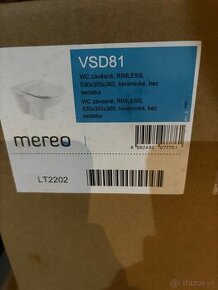 VSD81
WC závěsné, RIMLESS,
530x355x360, keramické, bez
sedátka
WC závesné, RIMLESS,
530x355x360, keramické, bez
sedátka
mereo
LT2202
bazos.sk